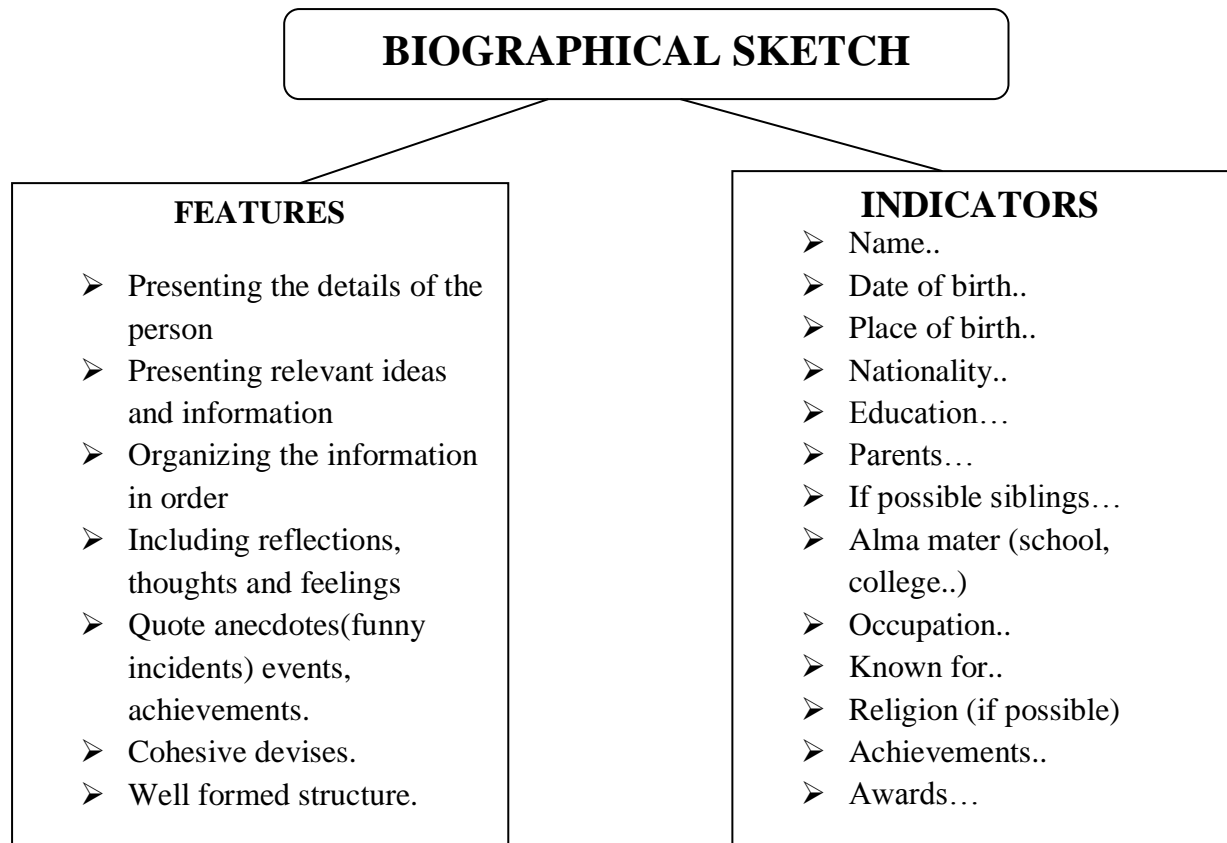 BIOGRAPHICAL SKETCH
FEATURES
➢ Presenting the details of the
person
➢ Presenting relevant ideas
and information
➢ Organizing the information
in order
➢ Including reflections,
thoughts and feelings
➢ Quote anecdotes(funny
incidents) events,
achievements.
➢ Cohesive devises.
➢ Well formed structure.
INDICATORS
➢ Name..
➢ Date of birth..
➢ Place of birth..
➢ Nationality..
➢ Education…
➢ Parents…
➢ If possible siblings…
➢ Alma mater (school,
college..)
➢ Occupation..
➢ Known for..
➢ Religion (if possible)
➢ Achievements..
➢ Awards…